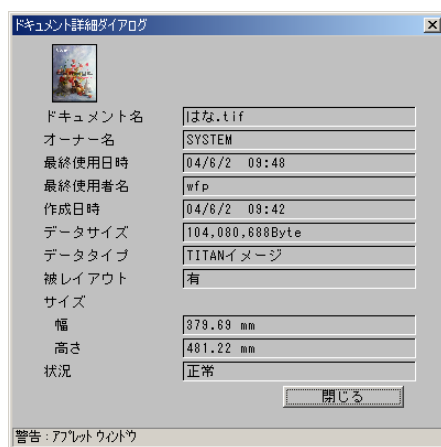 ドキュメント詳細ダイアログ
ドキュメント名 はな.tif
オーナー名 SYSTEM
最終使用日時 04/6/2 09:48
最終使用者名 wfp
作成日時 04/6/2 09:42
データサイズ 104,080,688Byte
データタイプ TITANイメージ
被レイアウト 有
サイズ
幅 379.69 mm
高さ 481.22 mm
状況 正常
閉じる
警告 : アプレット ウィンドウ